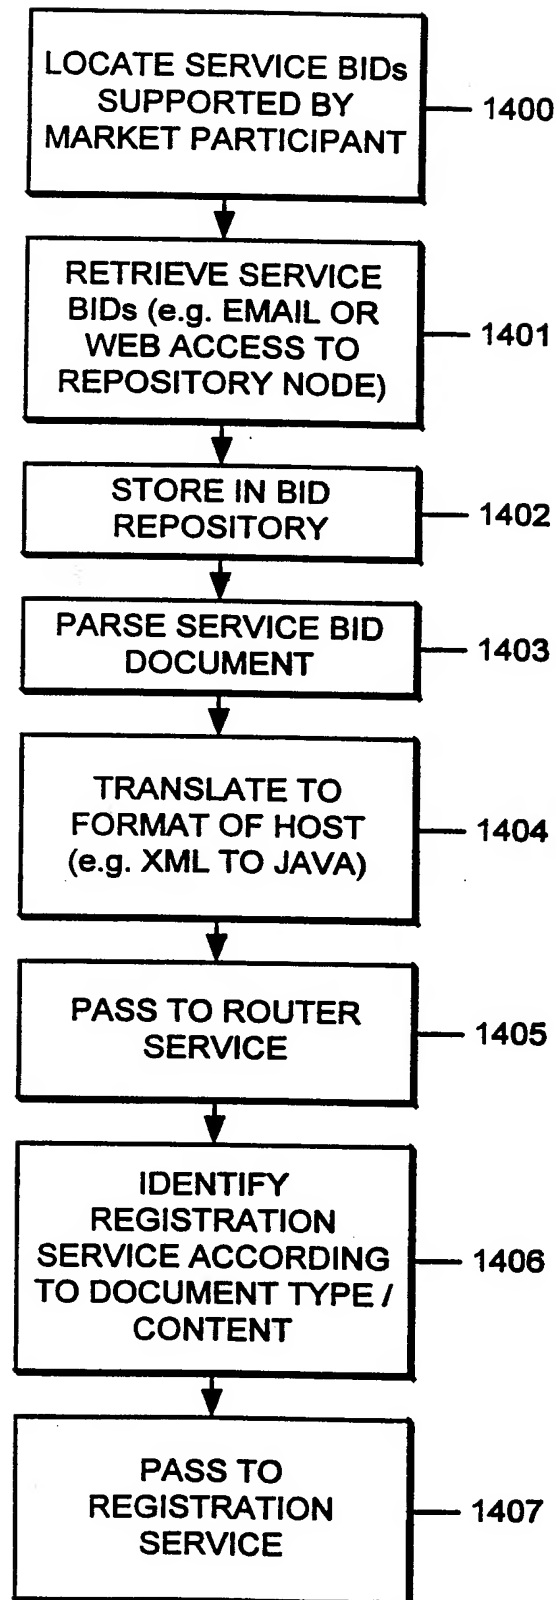 LOCATE SERVICE BIDs
SUPPORTED BY
MARKET PARTICIPANT
1400
RETRIEVE SERVICE
BIDs (e.g. EMAIL OR
WEB ACCESS TO
REPOSITORY NODE)
1401
STORE IN BID
REPOSITORY
1402
PARSE SERVICE BID
DOCUMENT
1403
TRANSLATE TO
FORMAT OF HOST
(e.g. XML TO JAVA)
1404
PASS TO ROUTER
SERVICE
1405
IDENTIFY
REGISTRATION
SERVICE ACCORDING
TO DOCUMENT TYPE /
CONTENT
1406
PASS TO
REGISTRATION
SERVICE
1407